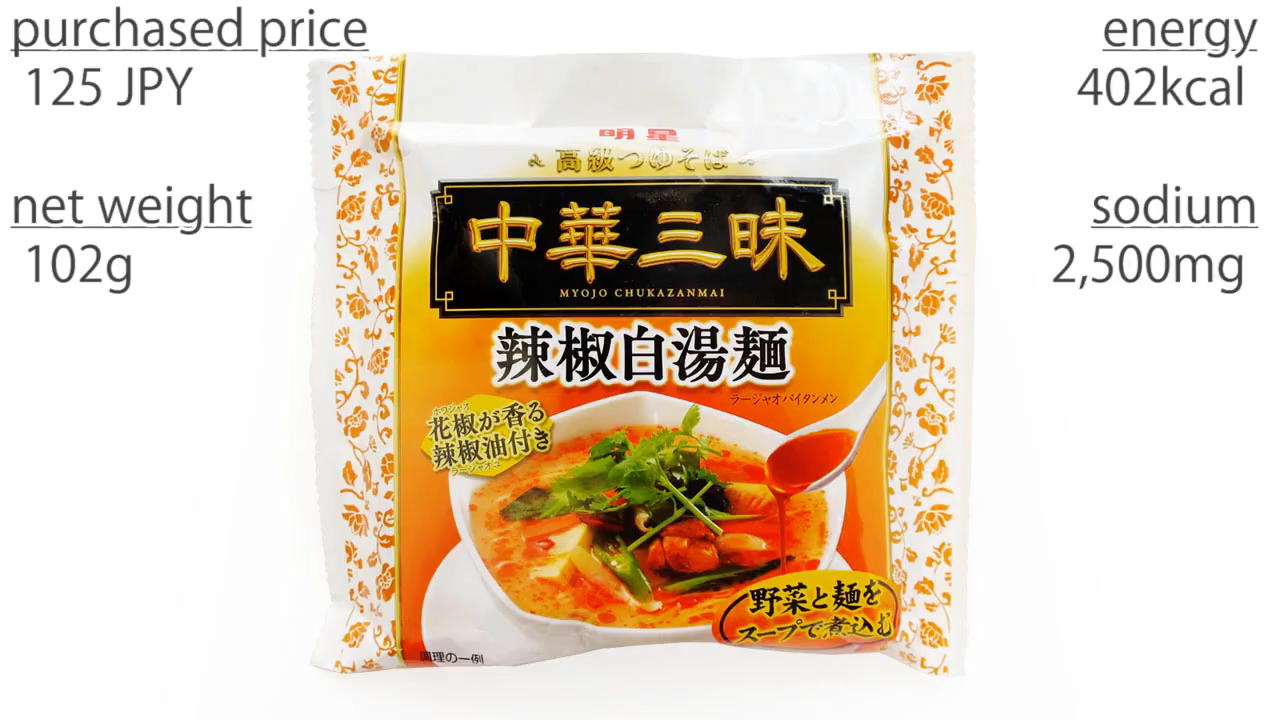 purchased price
125 JPY
net weight
102g
energy
402kcal
sodium
2,500mg
明星
高級つゆそば
中華三昧
MYOJO CHUKAZANMAI
辣椒白湯麺
ラージャオパイタンメン
ホワジャオ
花椒が香る
辣椒油付き
ラージャオユ
野菜と麺を
スープで煮込む
調理の一例